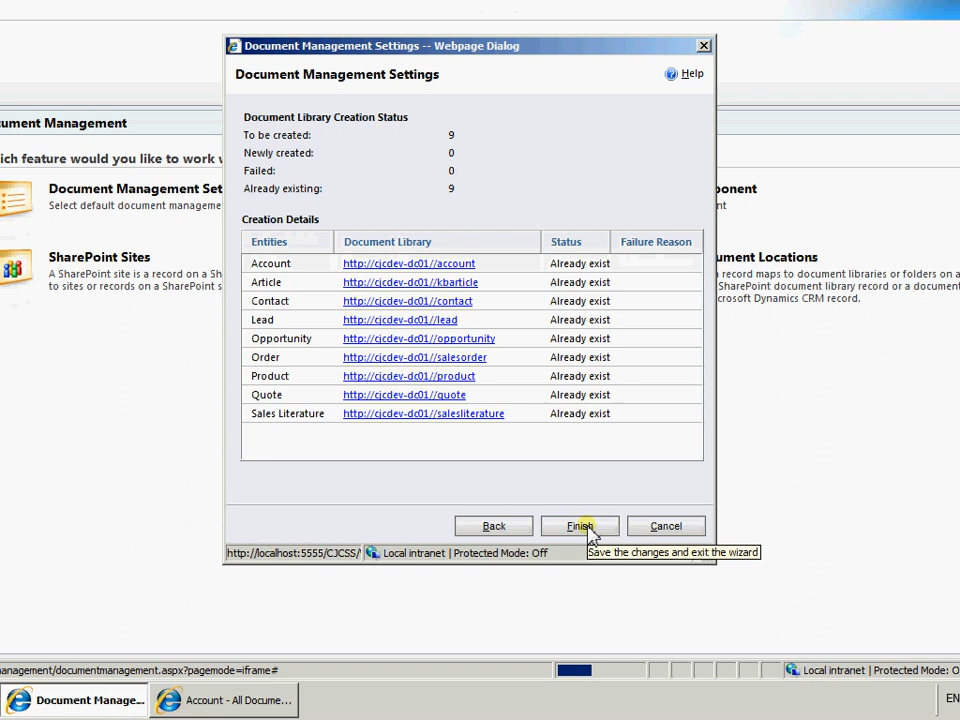 Document Management Settings -- Webpage Dialog
Document Management Settings
Help
Document Library Creation Status
To be created: 9
Newly created: 0
Failed: 0
Already existing: 9
Creation Details
Entities Document Library Status Failure Reason
Account http://cjcdev-dc01//account Already exist
Article http://cjcdev-dc01//kbarticle Already exist
Contact http://cjcdev-dc01//contact Already exist
Lead http://cjcdev-dc01//lead Already exist
Opportunity http://cjcdev-dc01//opportunity Already exist
Order http://cjcdev-dc01//salesorder Already exist
Product http://cjcdev-dc01//product Already exist
Quote http://cjcdev-dc01//quote Already exist
Sales Literature http://cjcdev-dc01//salesliterature Already exist
Back Finish Cancel
Save the changes and exit the wizard
http://localhost:5555/CJCSS/ Local intranet | Protected Mode: Off
cument Management
ich feature would you like to work
Document Management Set
Select default document manageme
SharePoint Sites
A SharePoint site is a record on a Sh
to sites or records on a SharePoint s
ponent
nt
ument Locations
record maps to document libraries or folders on a
SharePoint document library record or a document
crosoft Dynamics CRM record.
anagement/documentmanagement.aspx?pagemode=iframe# Local intranet | Protected Mode: O
Document Manage... Account - All Docume... EN